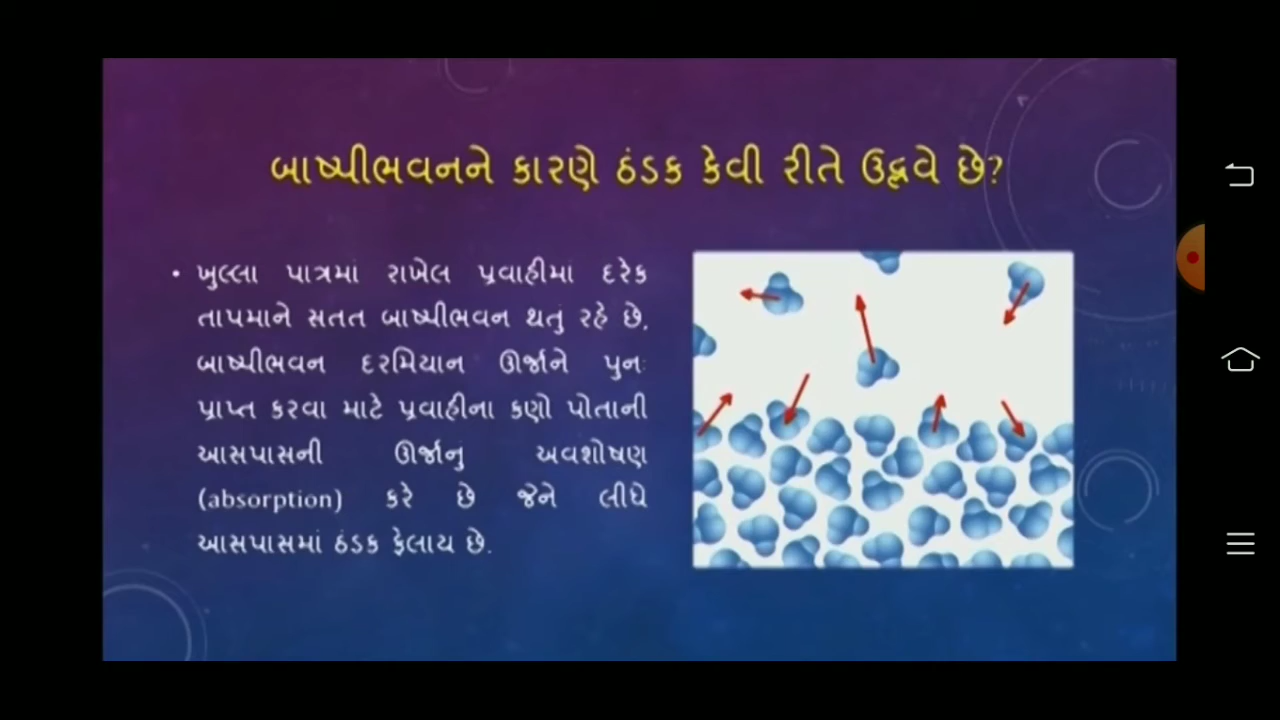 બાષ્પીભવનને કારણે ઠંડક કેવી રીતે ઉદ્ભવે છે?
• ખુલ્લા પાત્રમાં રાખેલ પ્રવાહીમાં દરેક
તાપમાને સતત બાષ્પીભવન થતું રહે છે.
બાષ્પીભવન દરમિયાન ઊર્જાને પુનઃ
પ્રાપ્ત કરવા માટે પ્રવાહીના કણો પોતાની
આસપાસની ઊર્જાનું અવશોષણ
(absorption) કરે છે જેને લીધે
આસપાસમાં ઠંડક ફેલાય છે.